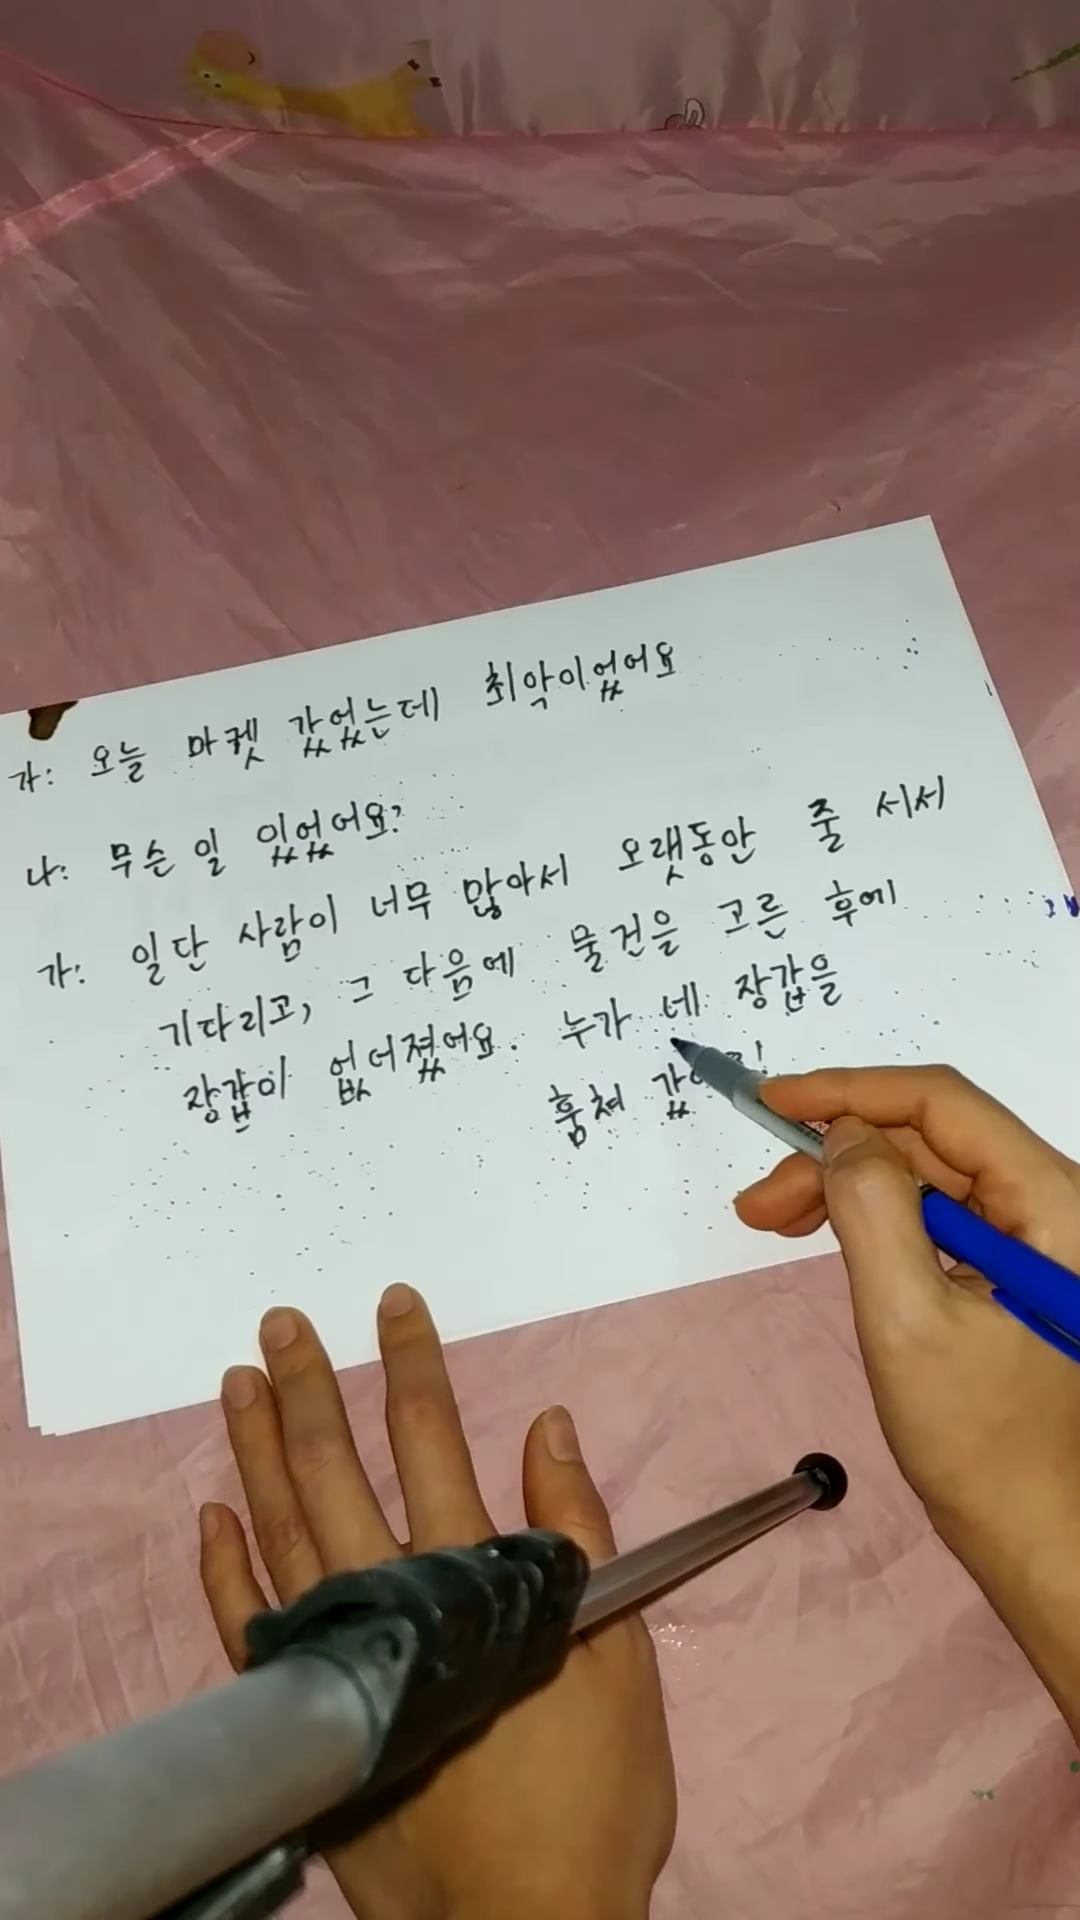 가: 오늘 마켓 갔었는데 최악이었어요
나: 무슨 일 있었어요?
가: 일단 사람이 너무 많아서 오랫동안 줄 서서
기다리고, 그 다음에 물건을 고른 후에
장갑이 없어졌어요. 누가 네 장갑을
훔쳐 갔